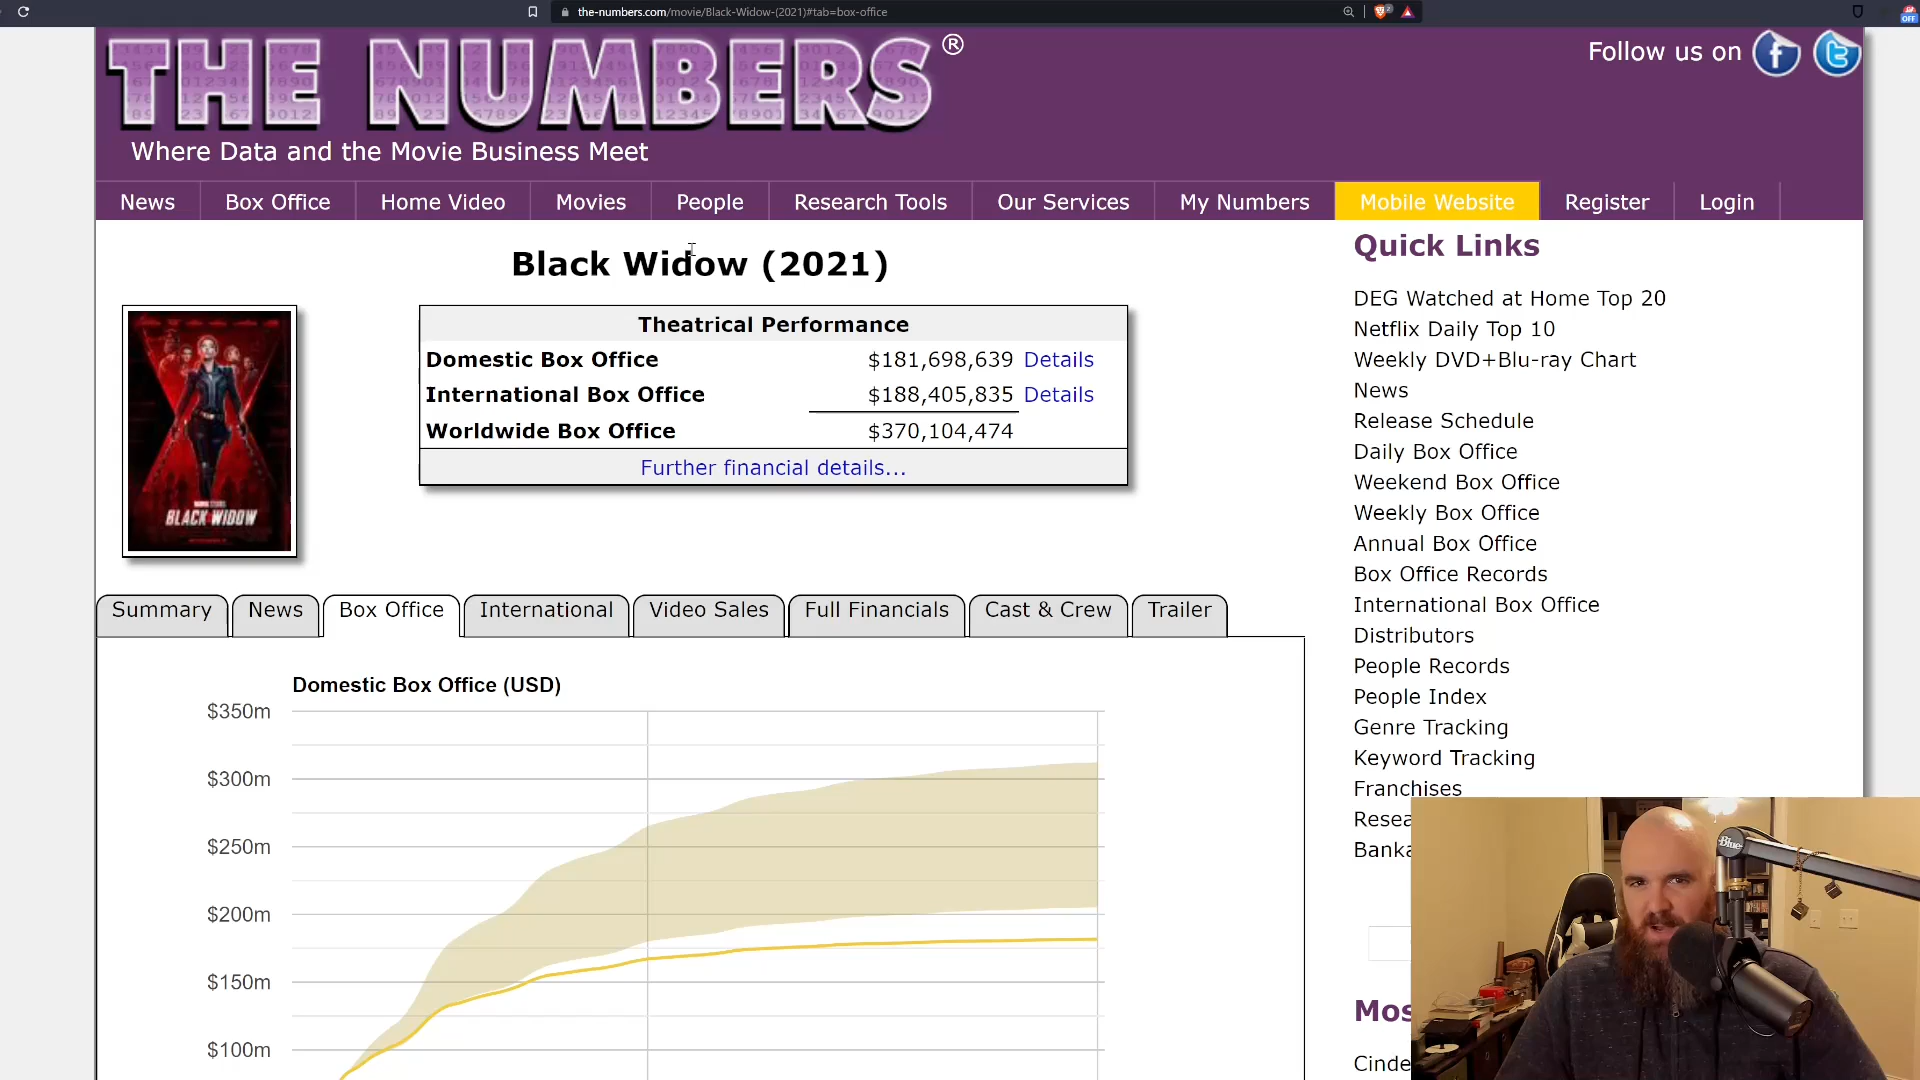 the-numbers.com/movie/Black-Widow-(2021)#tab=box-office
2
OFF
THE NUMBERS®
Where Data and the Movie Business Meet
Follow us on
News
Box Office
Home Video
Movies
People
Research Tools
Our Services
My Numbers
Mobile Website
Register
Login
Black Widow (2021)
BLACK WIDOW
Theatrical Performance
Domestic Box Office $181,698,639 Details
International Box Office $188,405,835 Details
Worldwide Box Office $370,104,474
Further financial details...
Summary
News
Box Office
International
Video Sales
Full Financials
Cast & Crew
Trailer
Domestic Box Office (USD)
$350m
$300m
$250m
$200m
$150m
$100m
Quick Links
DEG Watched at Home Top 20
Netflix Daily Top 10
Weekly DVD+Blu-ray Chart
News
Release Schedule
Daily Box Office
Weekend Box Office
Weekly Box Office
Annual Box Office
Box Office Records
International Box Office
Distributors
People Records
People Index
Genre Tracking
Keyword Tracking
Franchises
Resea
Banka
Mos
Cinde
Blue